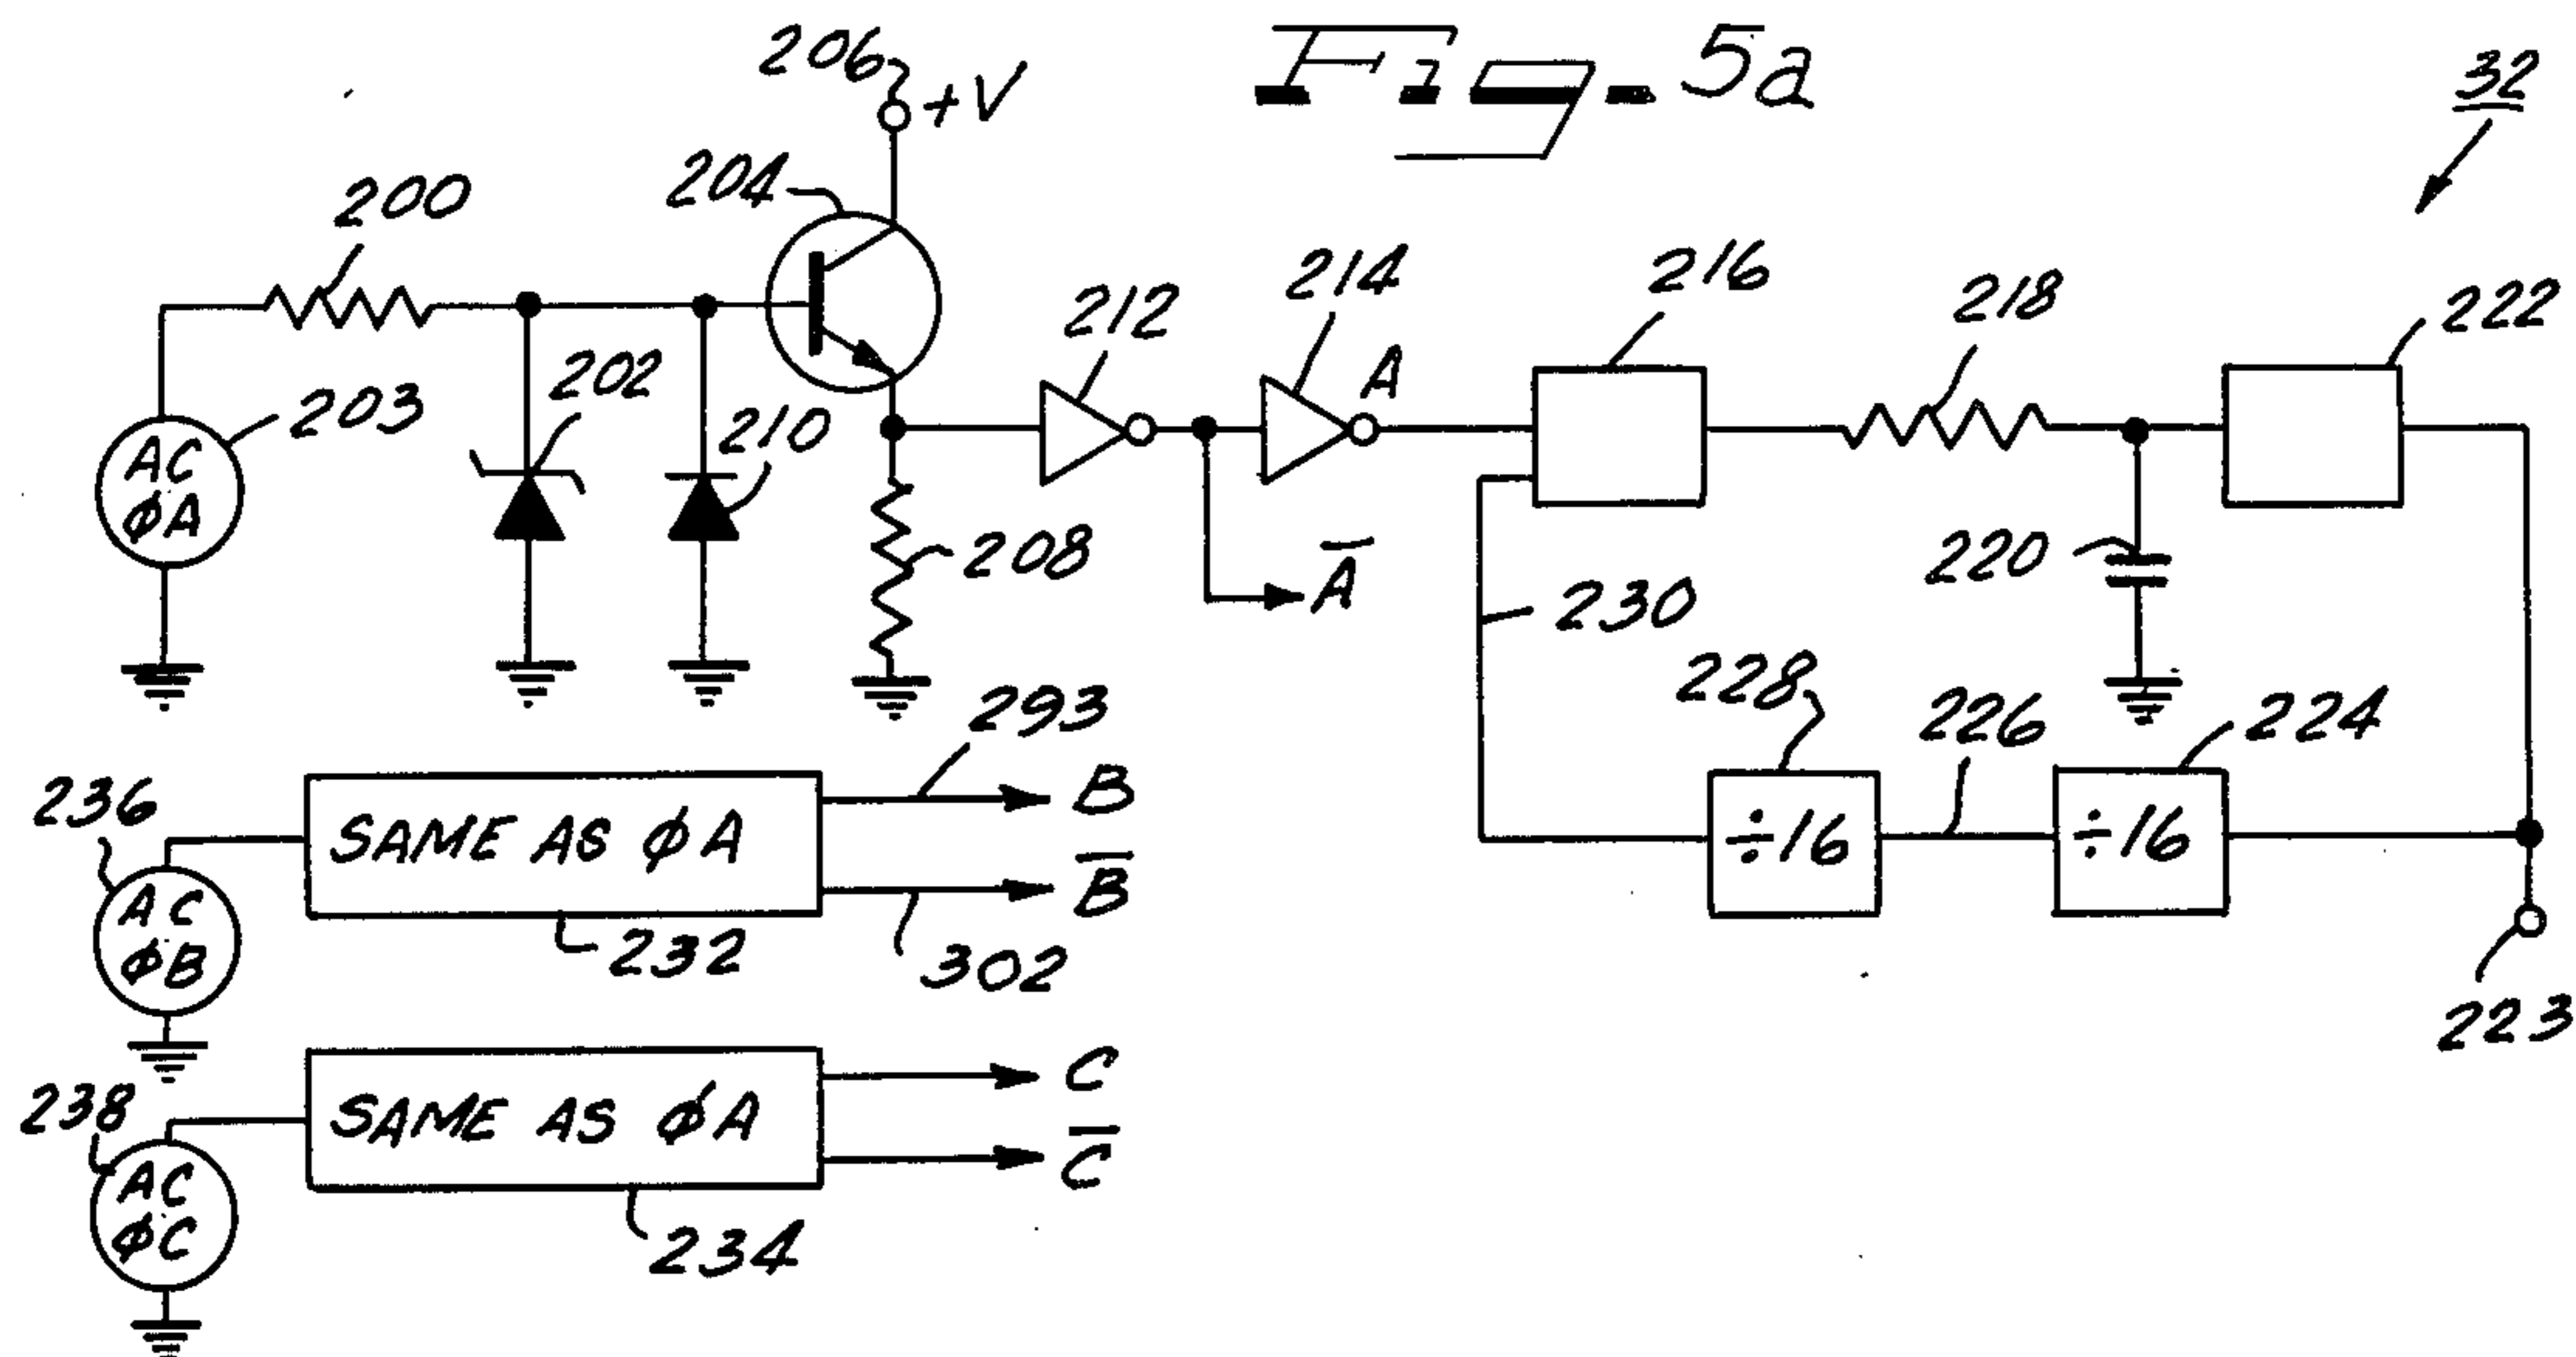 Fig-5a
32
206
+V
204
200
203
AC
φA
202
210
208
212
214
A
A̅
216
218
222
220
230
228
226
224
÷16
÷16
223
293
236
AC
φB
SAME AS φA
B
B̅
232
302
238
AC
φC
SAME AS φA
C
C̅
234